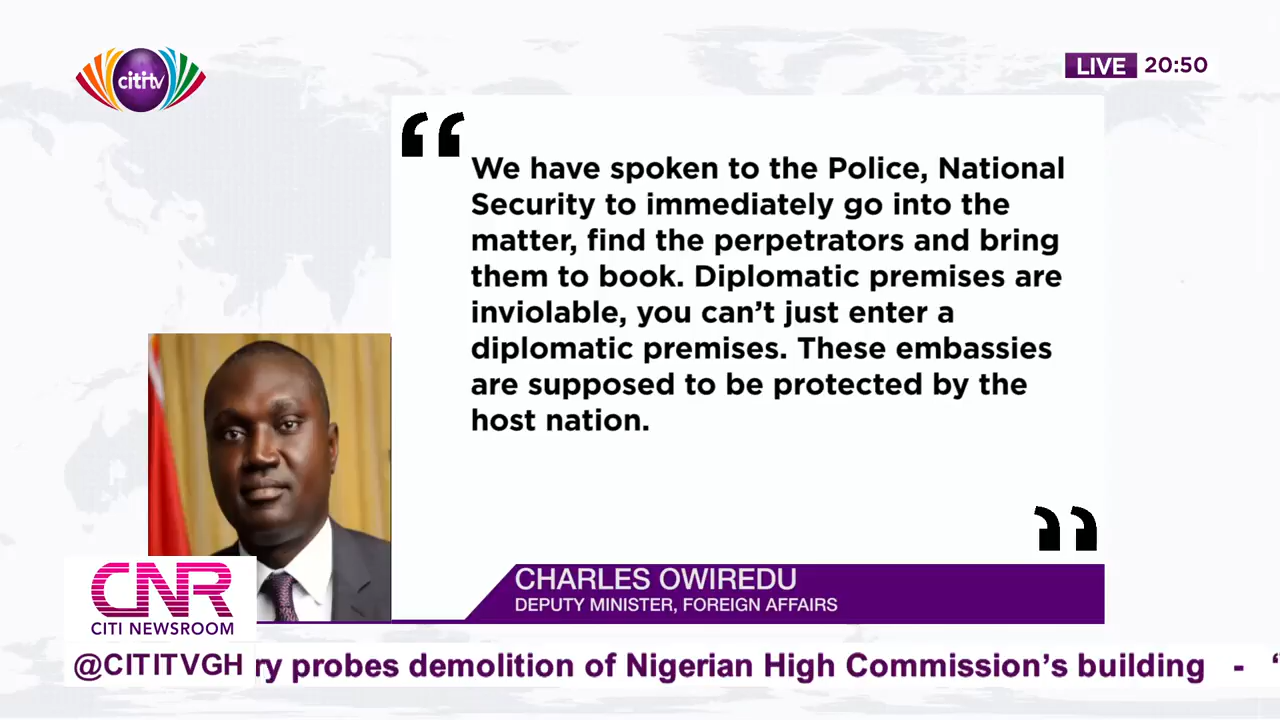 cititv
LIVE 20:50
We have spoken to the Police, National
Security to immediately go into the
matter, find the perpetrators and bring
them to book. Diplomatic premises are
inviolable, you can't just enter a
diplomatic premises. These embassies
are supposed to be protected by the
host nation.
CHARLES OWIREDU
DEPUTY MINISTER, FOREIGN AFFAIRS
CNR
CITI NEWSROOM
@CITITVGH ry probes demolition of Nigerian High Commission's building - “